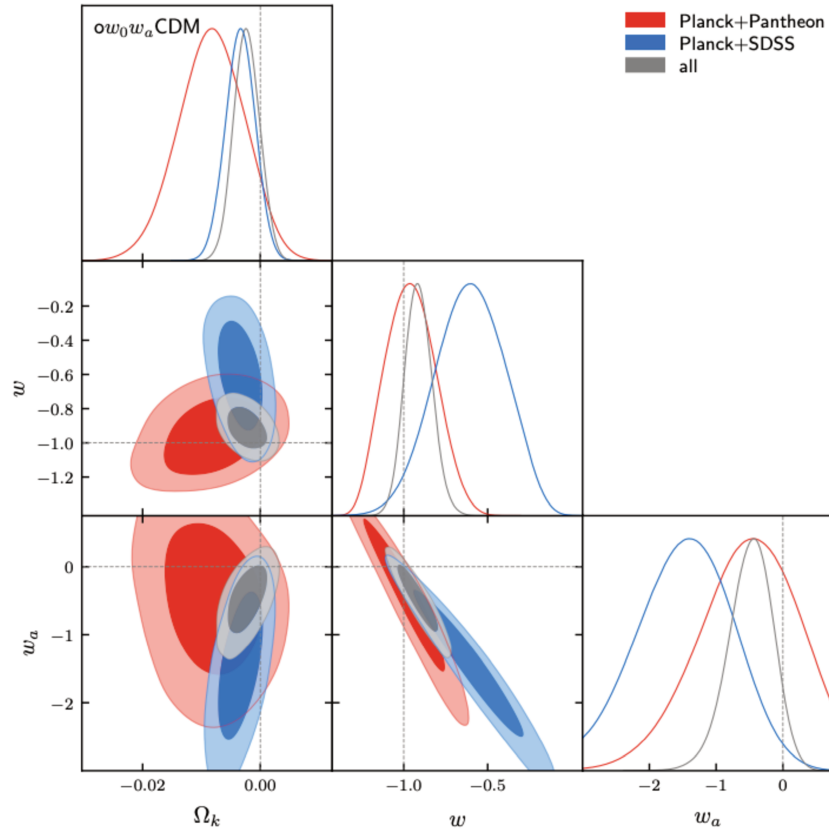 ow₀wₐCDM
Planck+Pantheon
Planck+SDSS
all
w
−0.2
−0.4
−0.6
−0.8
−1.0
−1.2
wₐ
0
−1
−2
−0.02 0.00
−1.0 −0.5
−2 −1 0
Ωₖ
w
wₐ